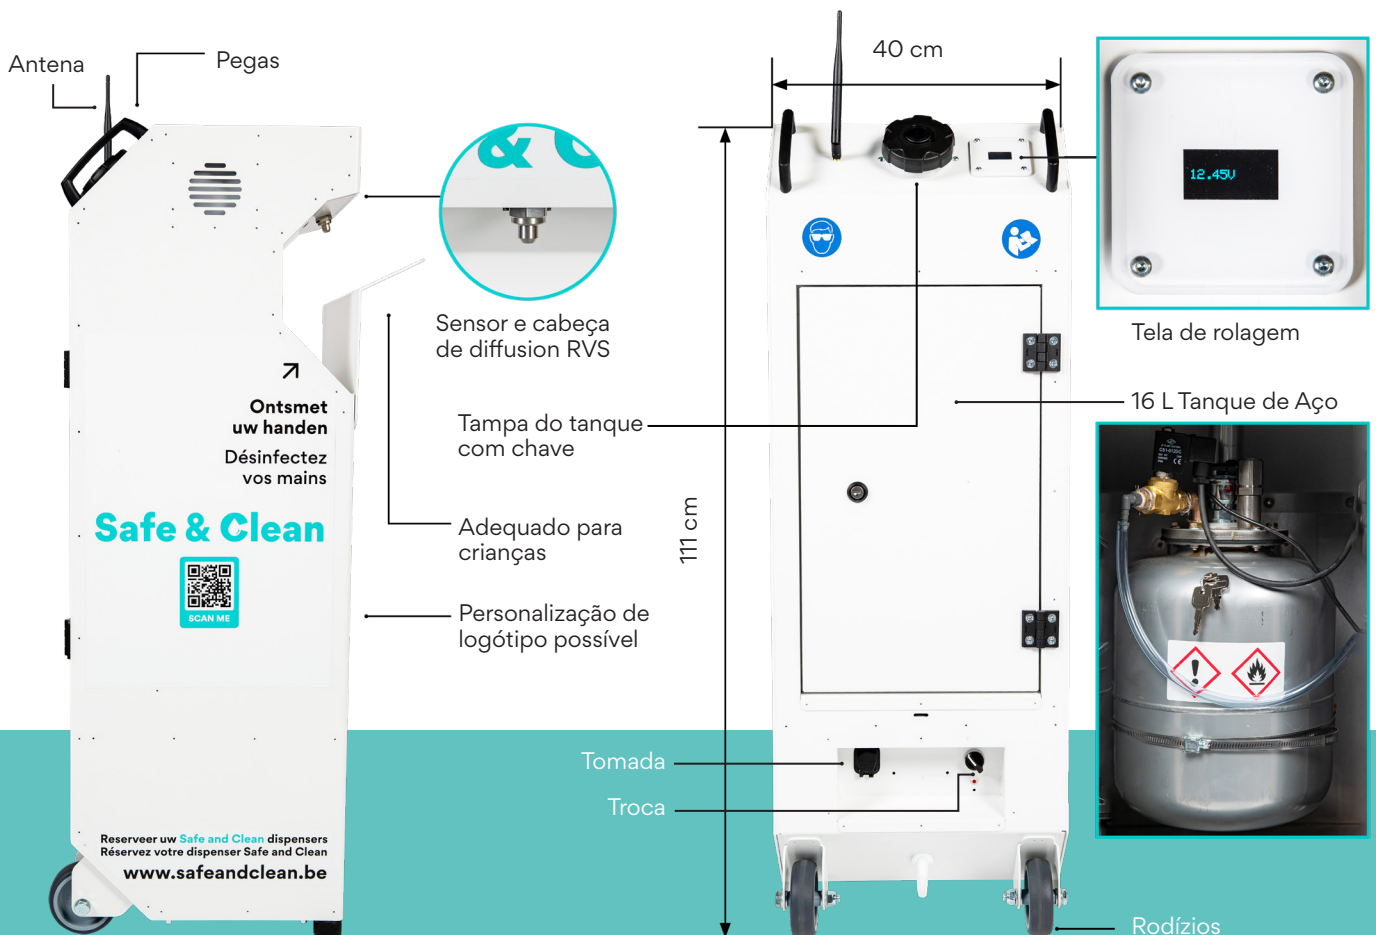 Antena
Pegas
40 cm
12.45V
Tela de rolagem
Sensor e cabeça
de diffusion RVS
Tampa do tanque
com chave
16 L Tanque de Aço
111 cm
Adequado para
crianças
Personalização de
logótipo possível
Ontsmet
uw handen
Désinfectez
vos mains
Safe & Clean
SCAN ME
Tomada
Troca
Reserveer uw Safe and Clean dispensers
Réservez votre dispenser Safe and Clean
www.safeandclean.be
Rodízios